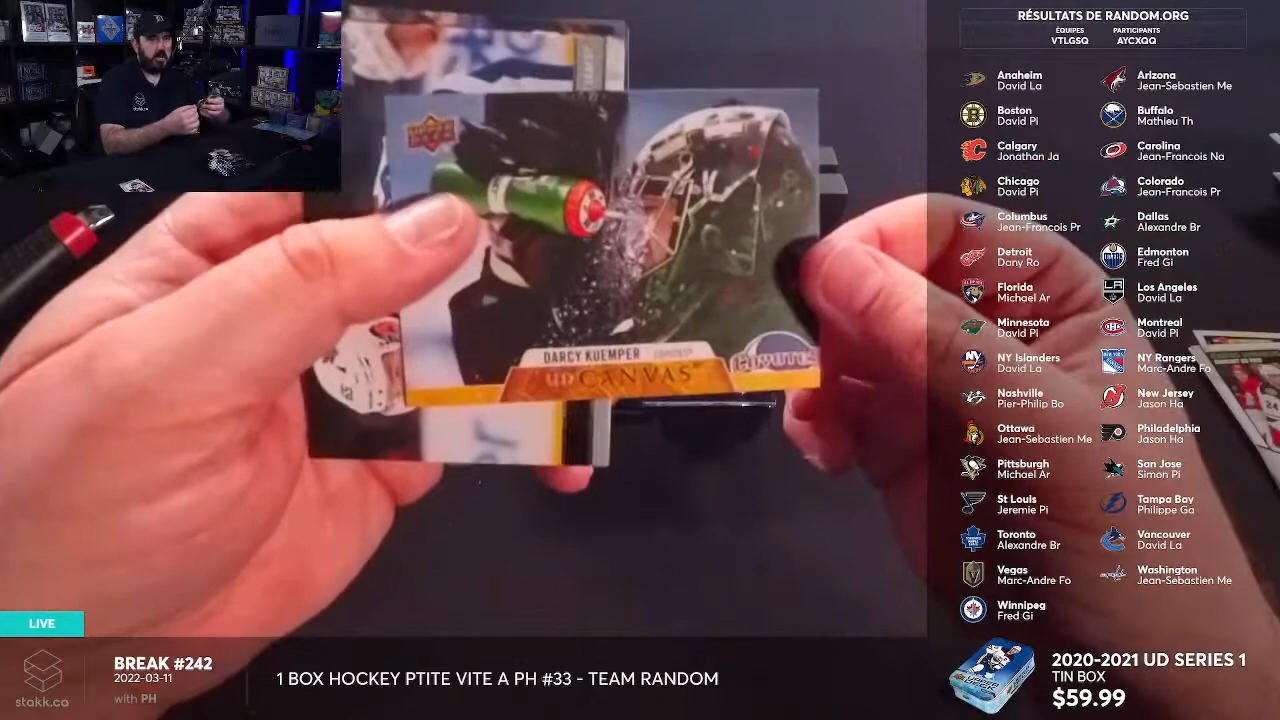 RÉSULTATS DE RANDOM.ORG
ÉQUIPES
VTLGSQ
PARTICIPANTS
AYCXQQ
Anaheim
David La
Arizona
Jean-Sebastien Me
Boston
David Pi
Buffalo
Mathieu Th
Calgary
Jonathan Ja
Carolina
Jean-Francois Na
Chicago
David Pi
Colorado
Jean-Francois Pr
Columbus
Jean-Francois Pr
Dallas
Alexandre Br
Detroit
Dany Ro
Edmonton
Fred Gi
Florida
Michael Ar
Los Angeles
David La
Minnesota
David Pi
Montreal
David Pi
NY Islanders
David La
NY Rangers
Marc-Andre Fo
Nashville
Pier-Philip Bo
New Jersey
Jason Ha
Ottawa
Jean-Sebastien Me
Philadelphia
Jason Ha
Pittsburgh
Michael Ar
San Jose
Simon Pi
St Louis
Jeremie Pi
Tampa Bay
Philippe Ga
Toronto
Alexandre Br
Vancouver
David La
Vegas
Marc-Andre Fo
Washington
Jean-Sebastien Me
Winnipeg
Fred Gi
DARCY KUEMPER
UD CANVAS
COYOTES
LIVE
stakk.ca
BREAK #242
2022-03-11
with PH
1 BOX HOCKEY PTITE VITE A PH #33 - TEAM RANDOM
2020-2021 UD SERIES 1
TIN BOX
$59.99